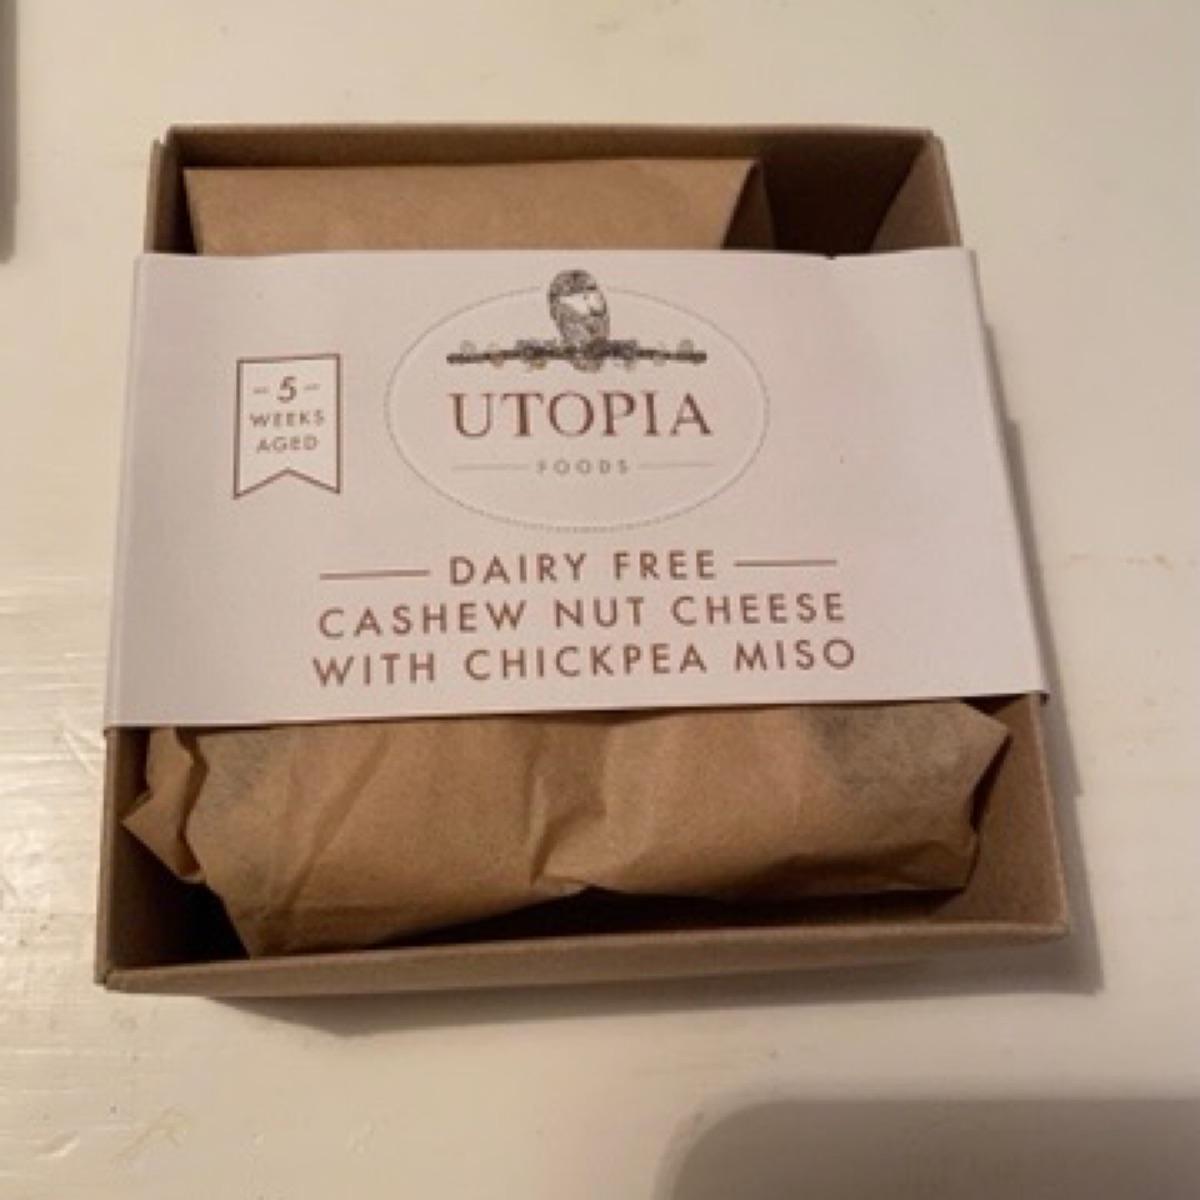 - 5 -
WEEKS
AGED
UTOPIA
FOODS
DAIRY FREE
CASHEW NUT CHEESE
WITH CHICKPEA MISO